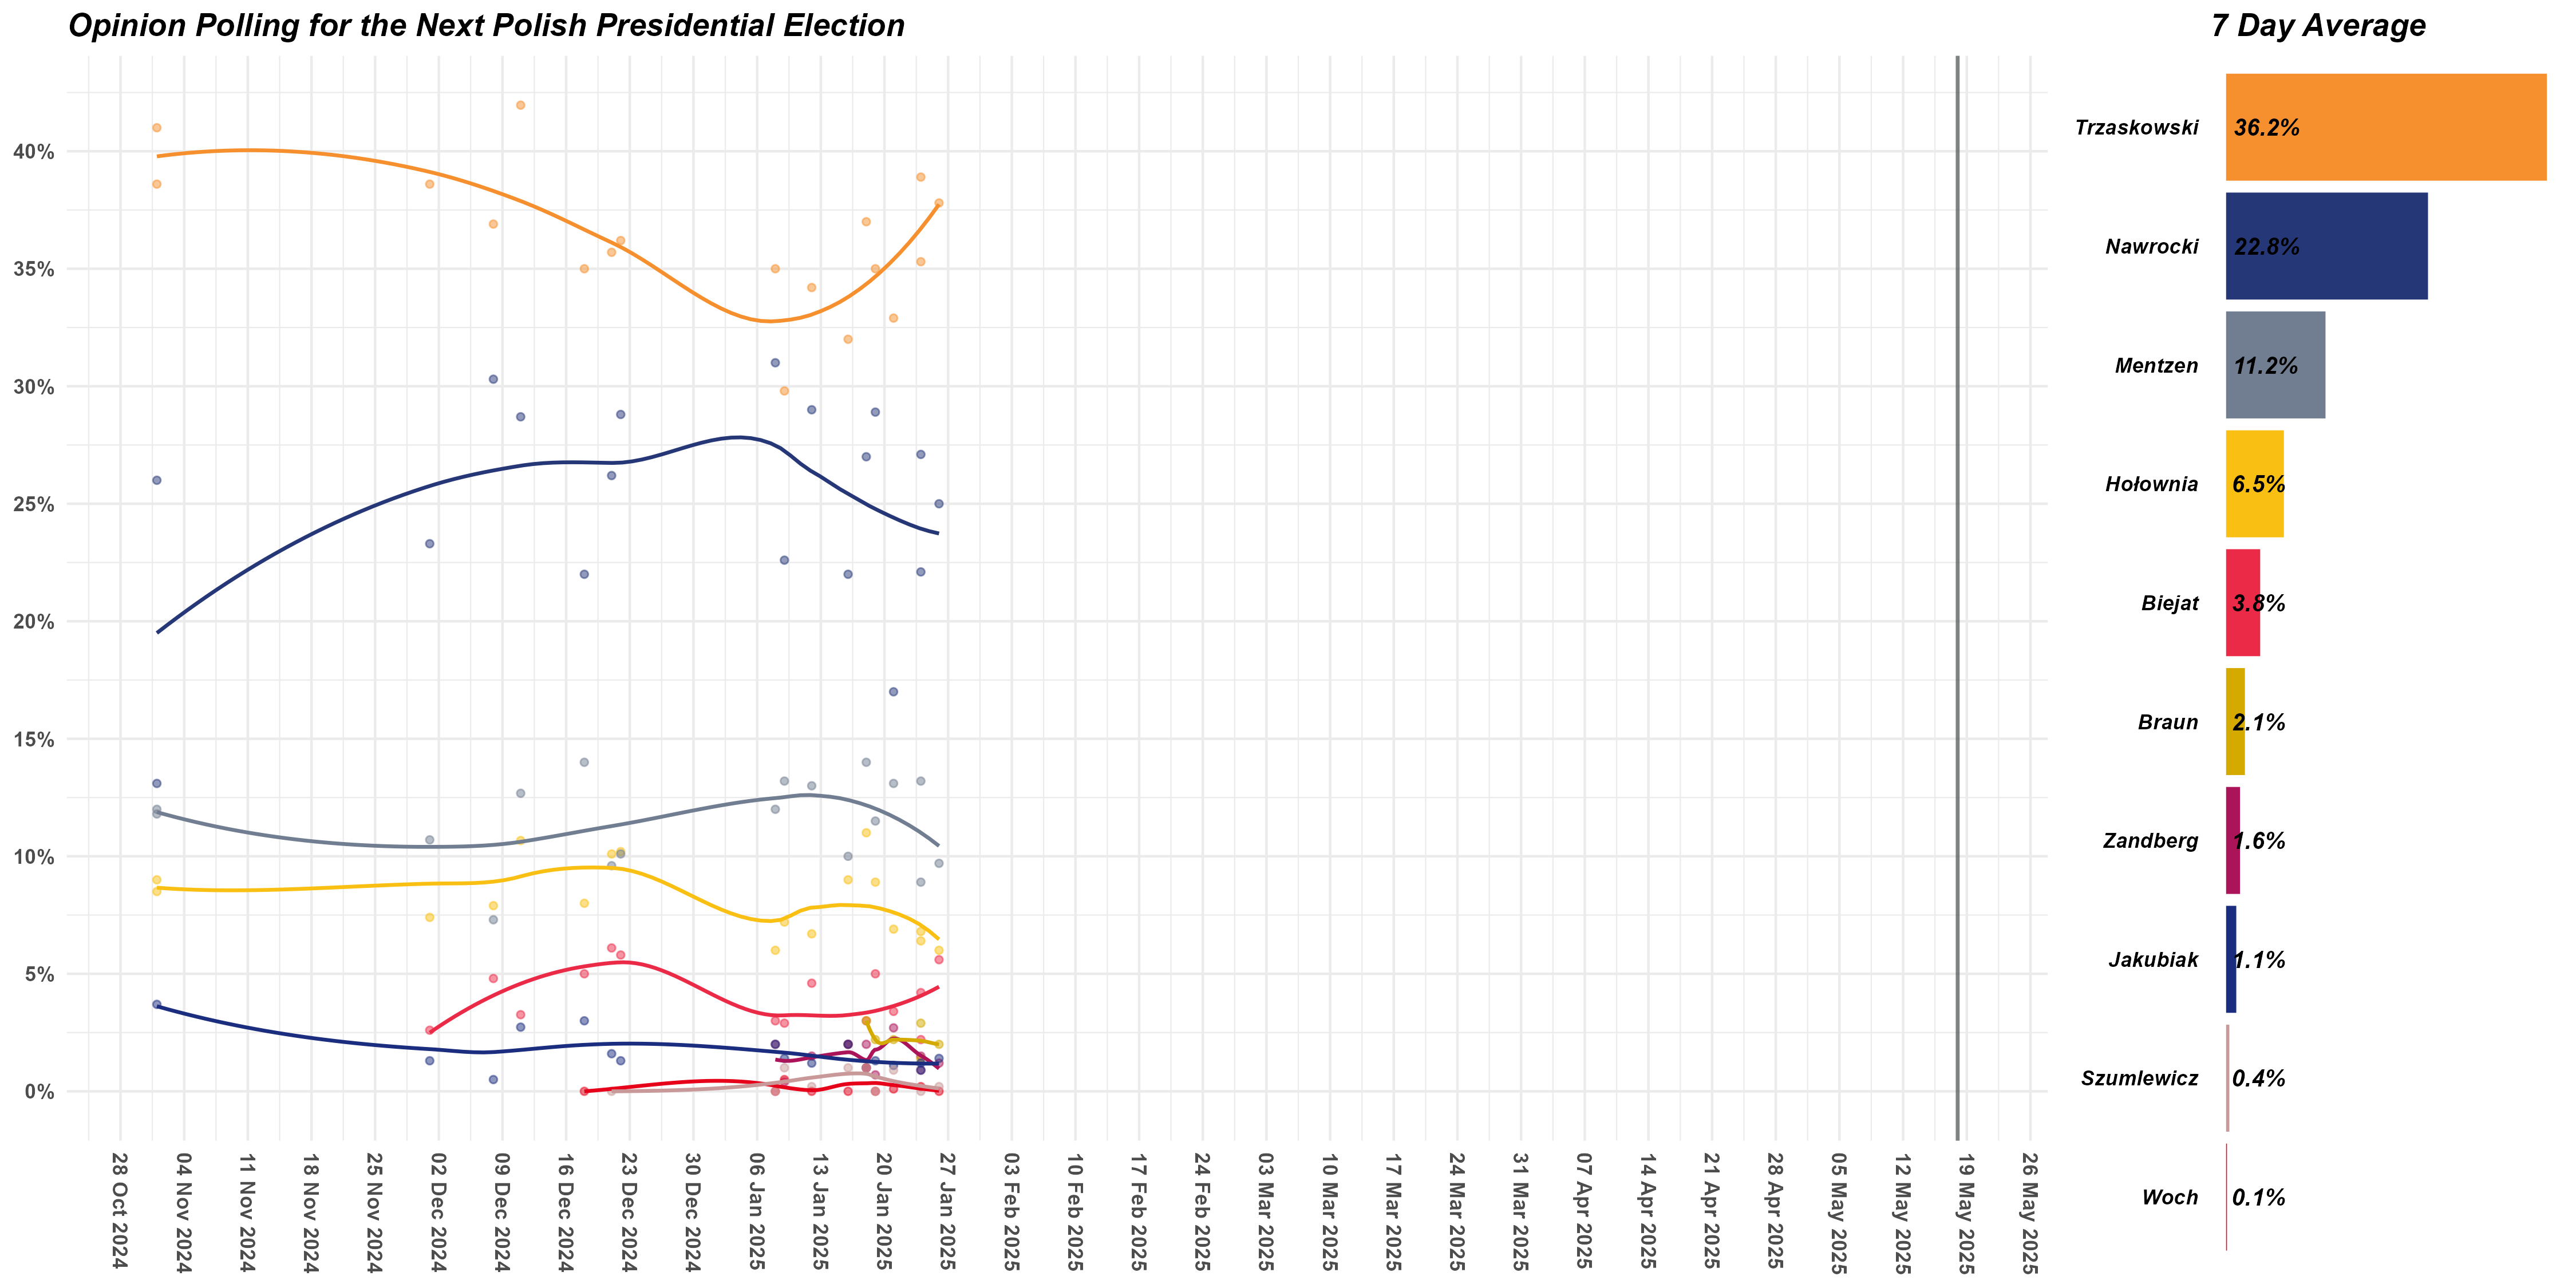 Opinion Polling for the Next Polish Presidential Election
40%
35%
30%
25%
20%
15%
10%
5%
0%
28 Oct 2024
04 Nov 2024
11 Nov 2024
18 Nov 2024
25 Nov 2024
02 Dec 2024
09 Dec 2024
16 Dec 2024
23 Dec 2024
30 Dec 2024
06 Jan 2025
13 Jan 2025
20 Jan 2025
27 Jan 2025
03 Feb 2025
10 Feb 2025
17 Feb 2025
24 Feb 2025
03 Mar 2025
10 Mar 2025
17 Mar 2025
24 Mar 2025
31 Mar 2025
07 Apr 2025
14 Apr 2025
21 Apr 2025
28 Apr 2025
05 May 2025
12 May 2025
19 May 2025
26 May 2025
7 Day Average
Trzaskowski 36.2%
Nawrocki 22.8%
Mentzen 11.2%
Hołownia 6.5%
Biejat 3.8%
Braun 2.1%
Zandberg 1.6%
Jakubiak 1.1%
Szumlewicz 0.4%
Woch 0.1%